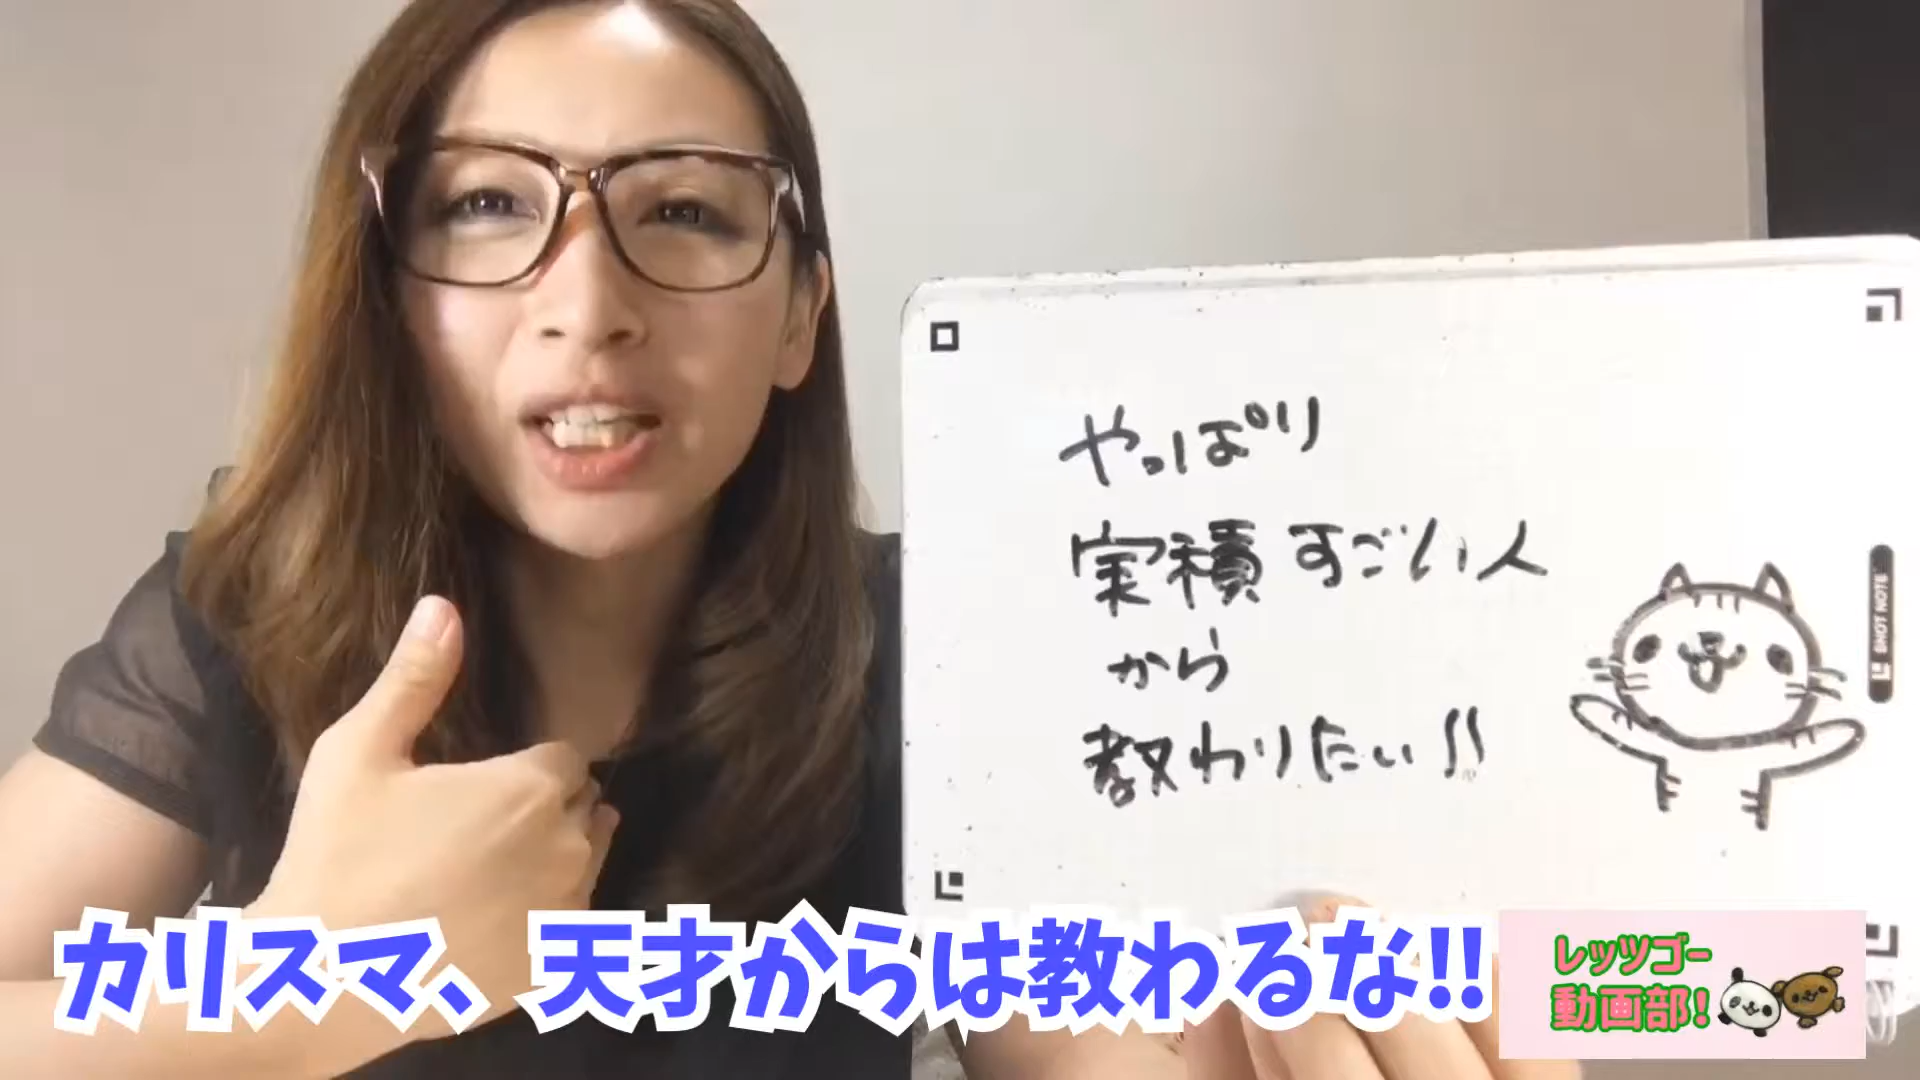 やっぱり
実積すごい人
から
教わりたい!!
SHOT NOTE
カリスマ、天才からは教わるな!!
レッツゴー
動画部!